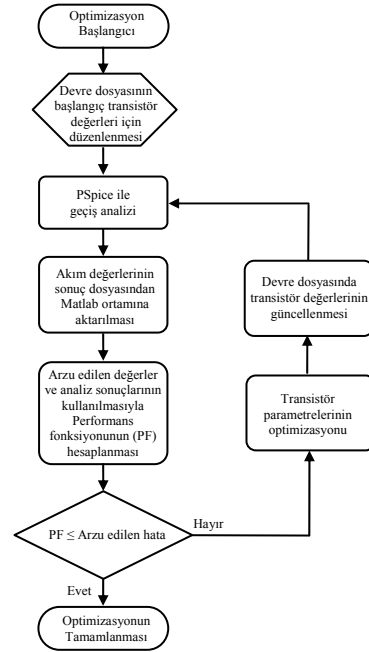 Optimizasyon
Başlangıcı
Devre dosyasının
başlangıç transistör
değerleri için
düzenlenmesi
PSpice ile
geçiş analizi
Akım değerlerinin
sonuç dosyasından
Matlab ortamına
aktarılması
Arzu edilen değerler
ve analiz sonuçlarının
kullanılmasıyla
Performans
fonksiyonunun (PF)
hesaplanması
PF ≤ Arzu edilen hata
Hayır
Evet
Optimizasyonun
Tamamlanması
Transistör
parametrelerinin
optimizasyonu
Devre dosyasında
transistör değerlerinin
güncellenmesi